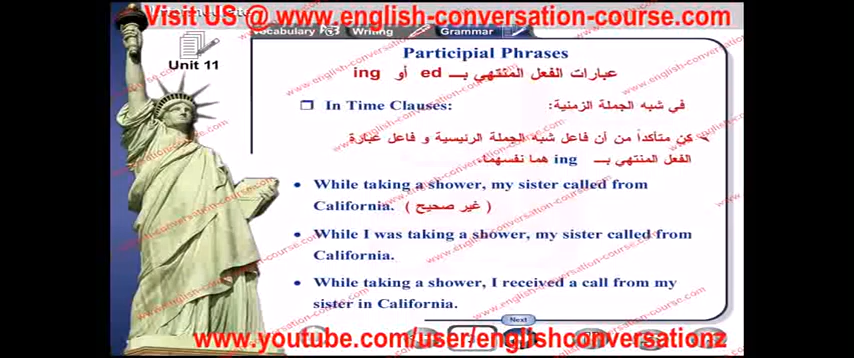 Visit US @ www.english-conversation-course.com
Vocabulary Writing Grammar
Unit 11
Participial Phrases
عبارات الفعل المنتهي بـــ ed أو ing
In Time Clauses: في شبه الجملة الزمنية:
كن متأكداً من أن فاعل شبه الجملة الرئيسية و فاعل عبارة
الفعل المنتهي بـــ ing هما نفسهما.
• While taking a shower, my sister called from
California. ( غير صحيح )
• While I was taking a shower, my sister called from
California.
• While taking a shower, I received a call from my
sister in California.
Next
www.youtube.com/user/englishconversationz